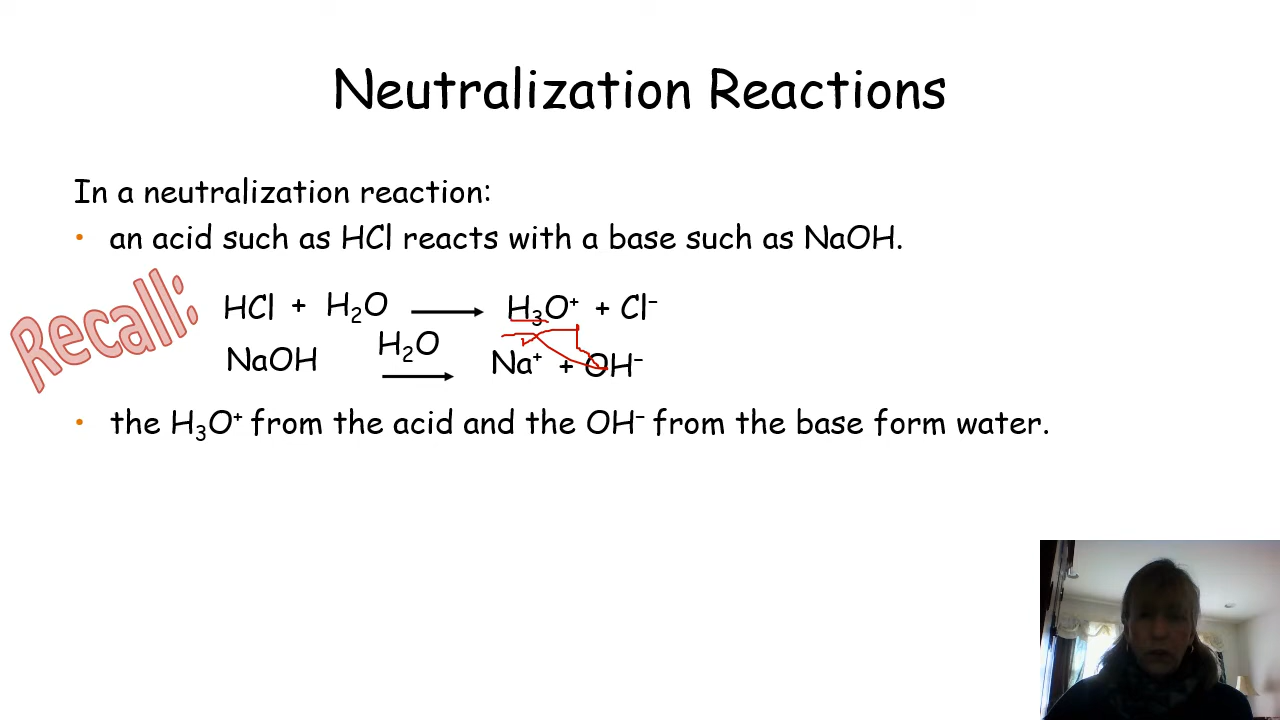 Neutralization Reactions
In a neutralization reaction:
• an acid such as HCl reacts with a base such as NaOH.
Recall:
HCl + H₂O ⟶ H₃O⁺ + Cl⁻
NaOH H₂O ⟶ Na⁺ + OH⁻
• the H₃O⁺ from the acid and the OH⁻ from the base form water.